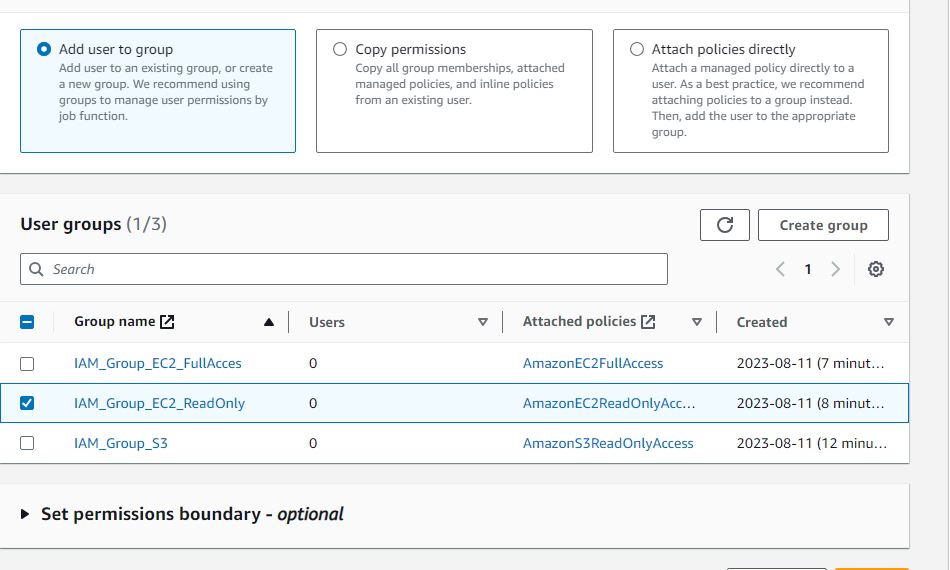 Add user to group
Add user to an existing group, or create
a new group. We recommend using
groups to manage user permissions by
job function.
Copy permissions
Copy all group memberships, attached
managed policies, and inline policies
from an existing user.
Attach policies directly
Attach a managed policy directly to a
user. As a best practice, we recommend
attaching policies to a group instead.
Then, add the user to the appropriate
group.
User groups (1/3)
Create group
Search
1
Group name Users Attached policies Created
IAM_Group_EC2_FullAcces 0 AmazonEC2FullAccess 2023-08-11 (7 minut...
IAM_Group_EC2_ReadOnly 0 AmazonEC2ReadOnlyAcc... 2023-08-11 (8 minut...
IAM_Group_S3 0 AmazonS3ReadOnlyAccess 2023-08-11 (12 minu...
Set permissions boundary - optional